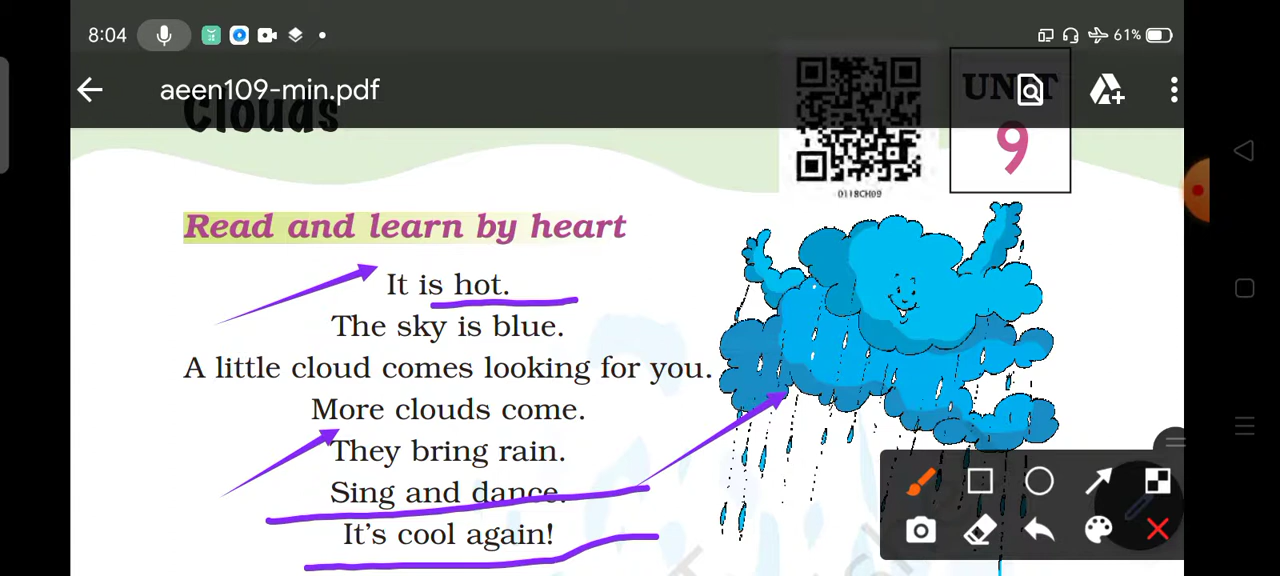 8:04
61%
aeen109-min.pdf
Clouds
UNIT
9
0118CH09
Read and learn by heart
It is hot.
The sky is blue.
A little cloud comes looking for you.
More clouds come.
They bring rain.
Sing and dance.
It's cool again!